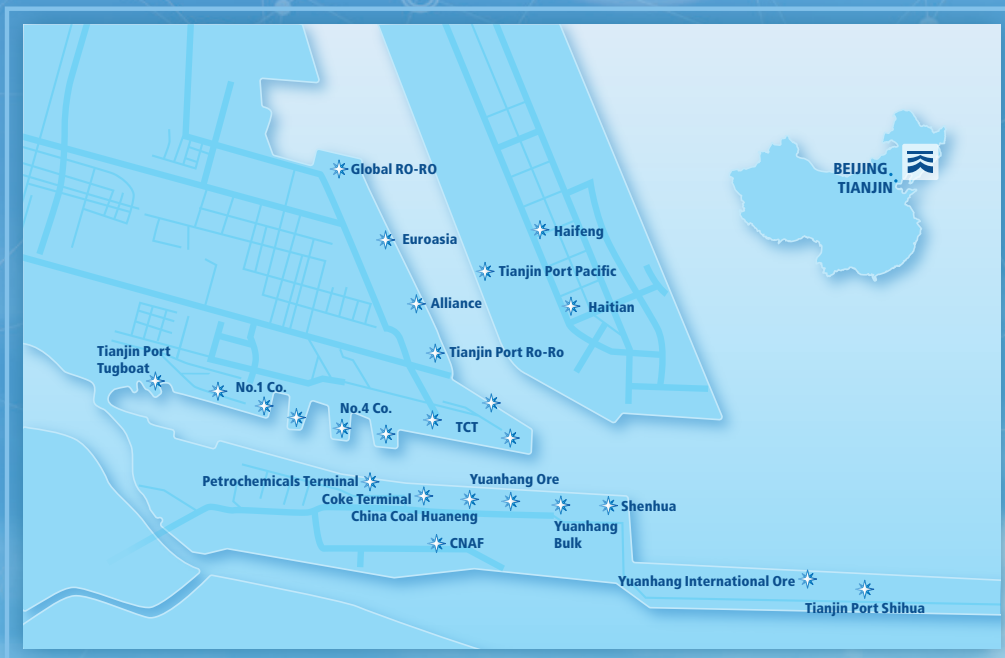 BEIJING
TIANJIN
Global RO-RO
Euroasia
Haifeng
Tianjin Port Pacific
Alliance
Haitian
Tianjin Port
Tugboat
Tianjin Port Ro-Ro
No.1 Co.
No.4 Co.
TCT
Petrochemicals Terminal
Yuanhang Ore
Coke Terminal
China Coal Huaneng
Shenhua
Yuanhang
Bulk
CNAF
Yuanhang International Ore
Tianjin Port Shihua